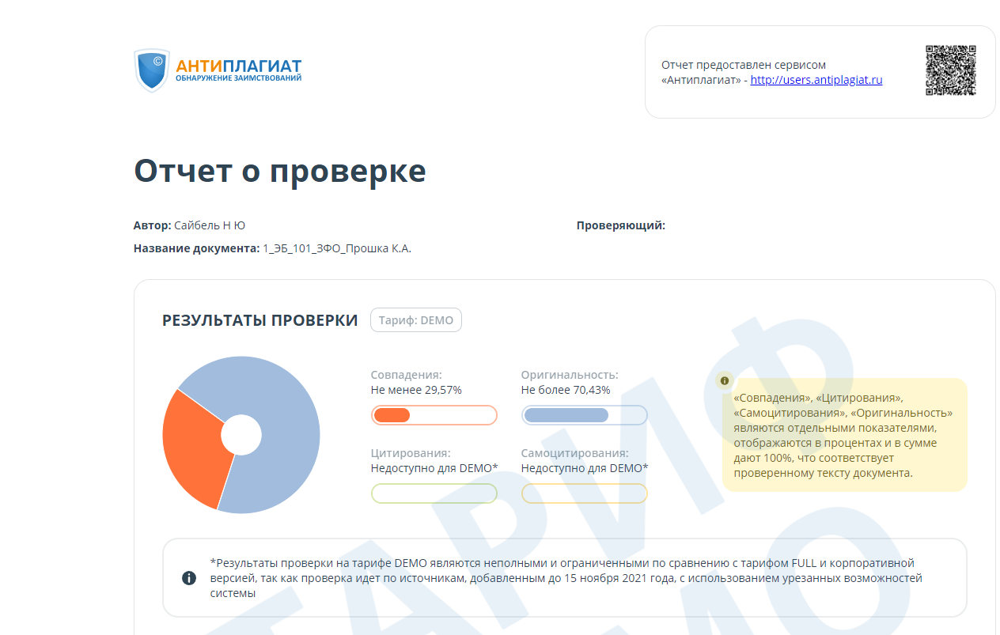 ©
АНТИПЛАГИАТ
ОБНАРУЖЕНИЕ ЗАИМСТВОВАНИЙ
Отчет предоставлен сервисом
«Антиплагиат» - http://users.antiplagiat.ru
Отчет о проверке
Автор: Сайбель Н Ю
Проверяющий:
Название документа: 1_ЭБ_101_ЗФО_Прошка К.А.
РЕЗУЛЬТАТЫ ПРОВЕРКИ
Тариф: DEMO
Совпадения:
Не менее 29,57%
Оригинальность:
Не более 70,43%
Цитирования:
Недоступно для DEMO*
Самоцитирования:
Недоступно для DEMO*
«Совпадения», «Цитирования»,
«Самоцитирования», «Оригинальность»
являются отдельными показателями,
отображаются в процентах и в сумме
дают 100%, что соответствует
проверенному тексту документа.
*Результаты проверки на тарифе DEMO являются неполными и ограниченными по сравнению с тарифом FULL и корпоративной
версией, так как проверка идет по источникам, добавленным до 15 ноября 2021 года, с использованием урезанных возможностей
системы
ТАРИФ